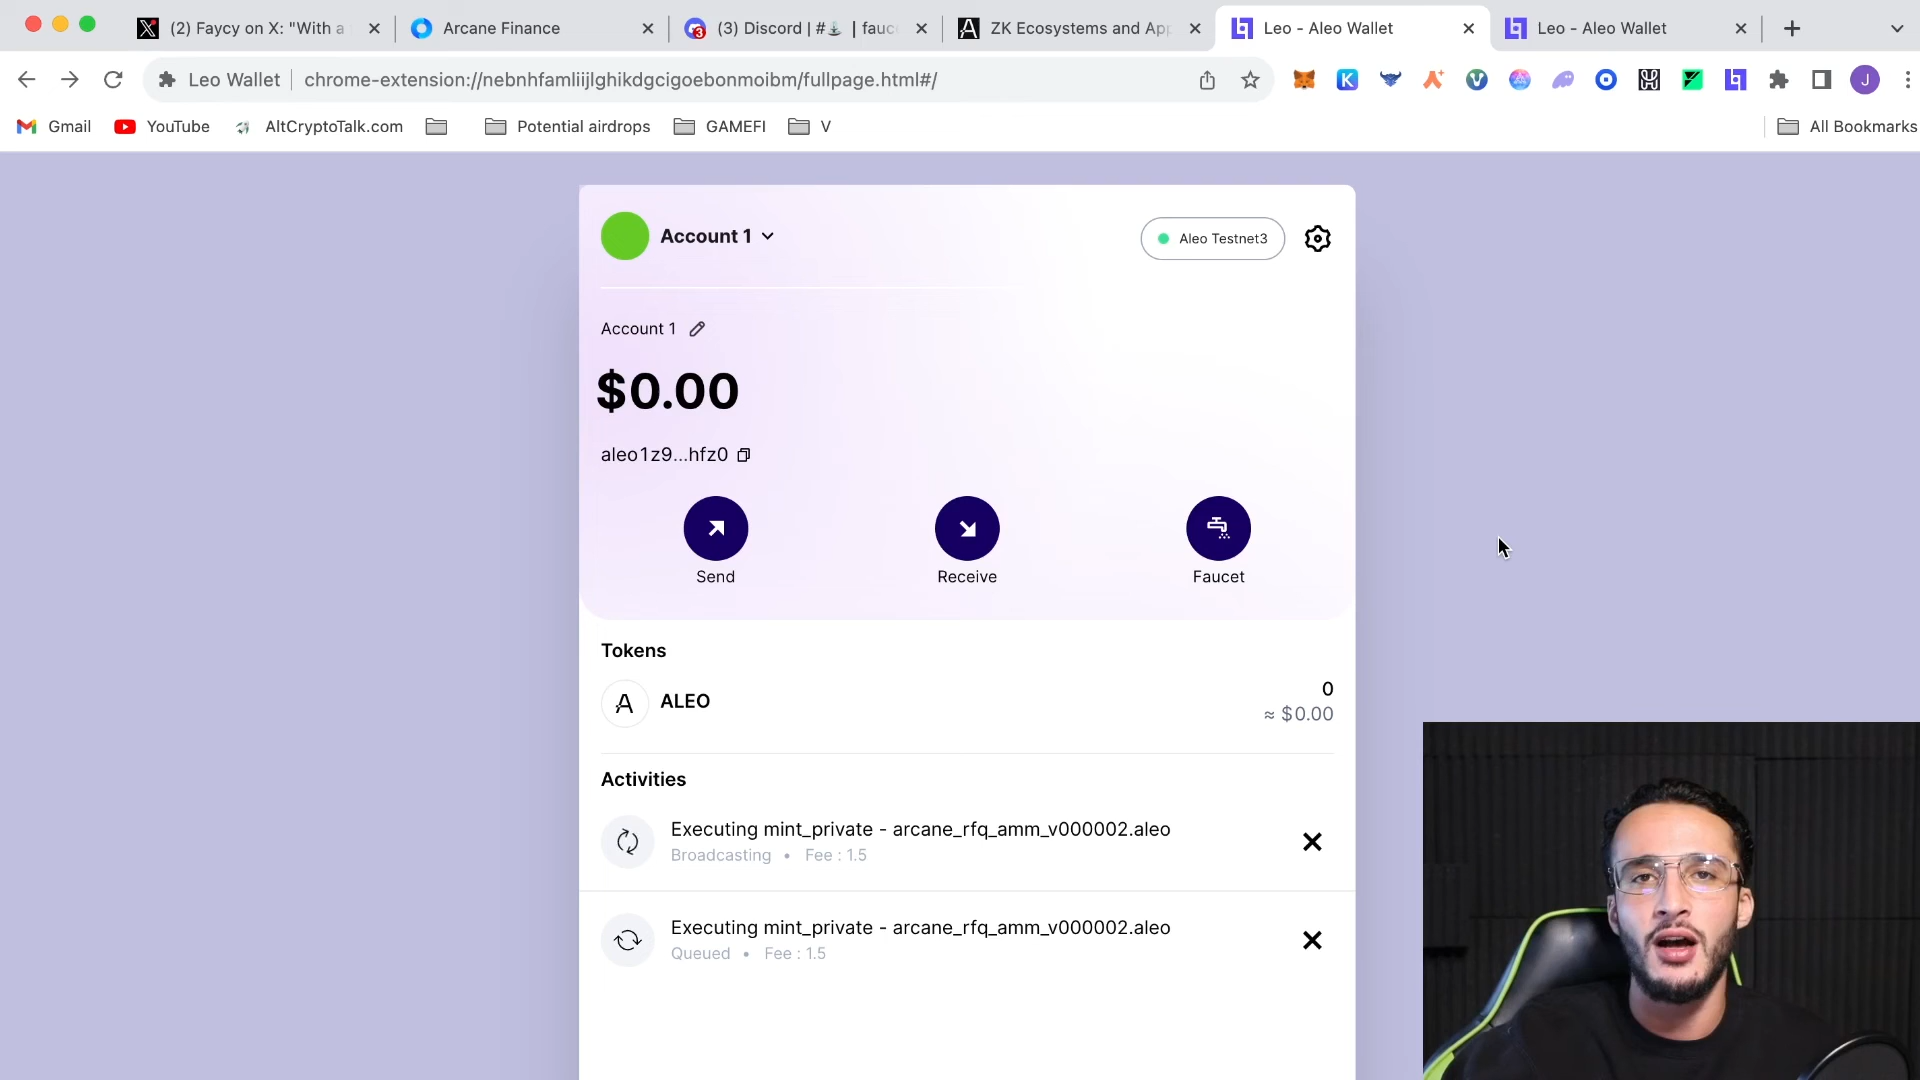 (2) Faycy on X: "With a
Arcane Finance
(3) Discord | # | fauc
ZK Ecosystems and App
Leo - Aleo Wallet
Leo - Aleo Wallet
Leo Wallet
chrome-extension://nebnhfamliijlghikdgcigoebonmoibm/fullpage.html#/
J
Gmail
YouTube
AltCryptoTalk.com
Potential airdrops
GAMEFI
V
All Bookmarks
Account 1
Aleo Testnet3
Account 1
$0.00
aleo1z9...hfz0
Send
Receive
Faucet
Tokens
A
ALEO
0
≈ $0.00
Activities
Executing mint_private - arcane_rfq_amm_v000002.aleo
Broadcasting • Fee : 1.5
Executing mint_private - arcane_rfq_amm_v000002.aleo
Queued • Fee : 1.5